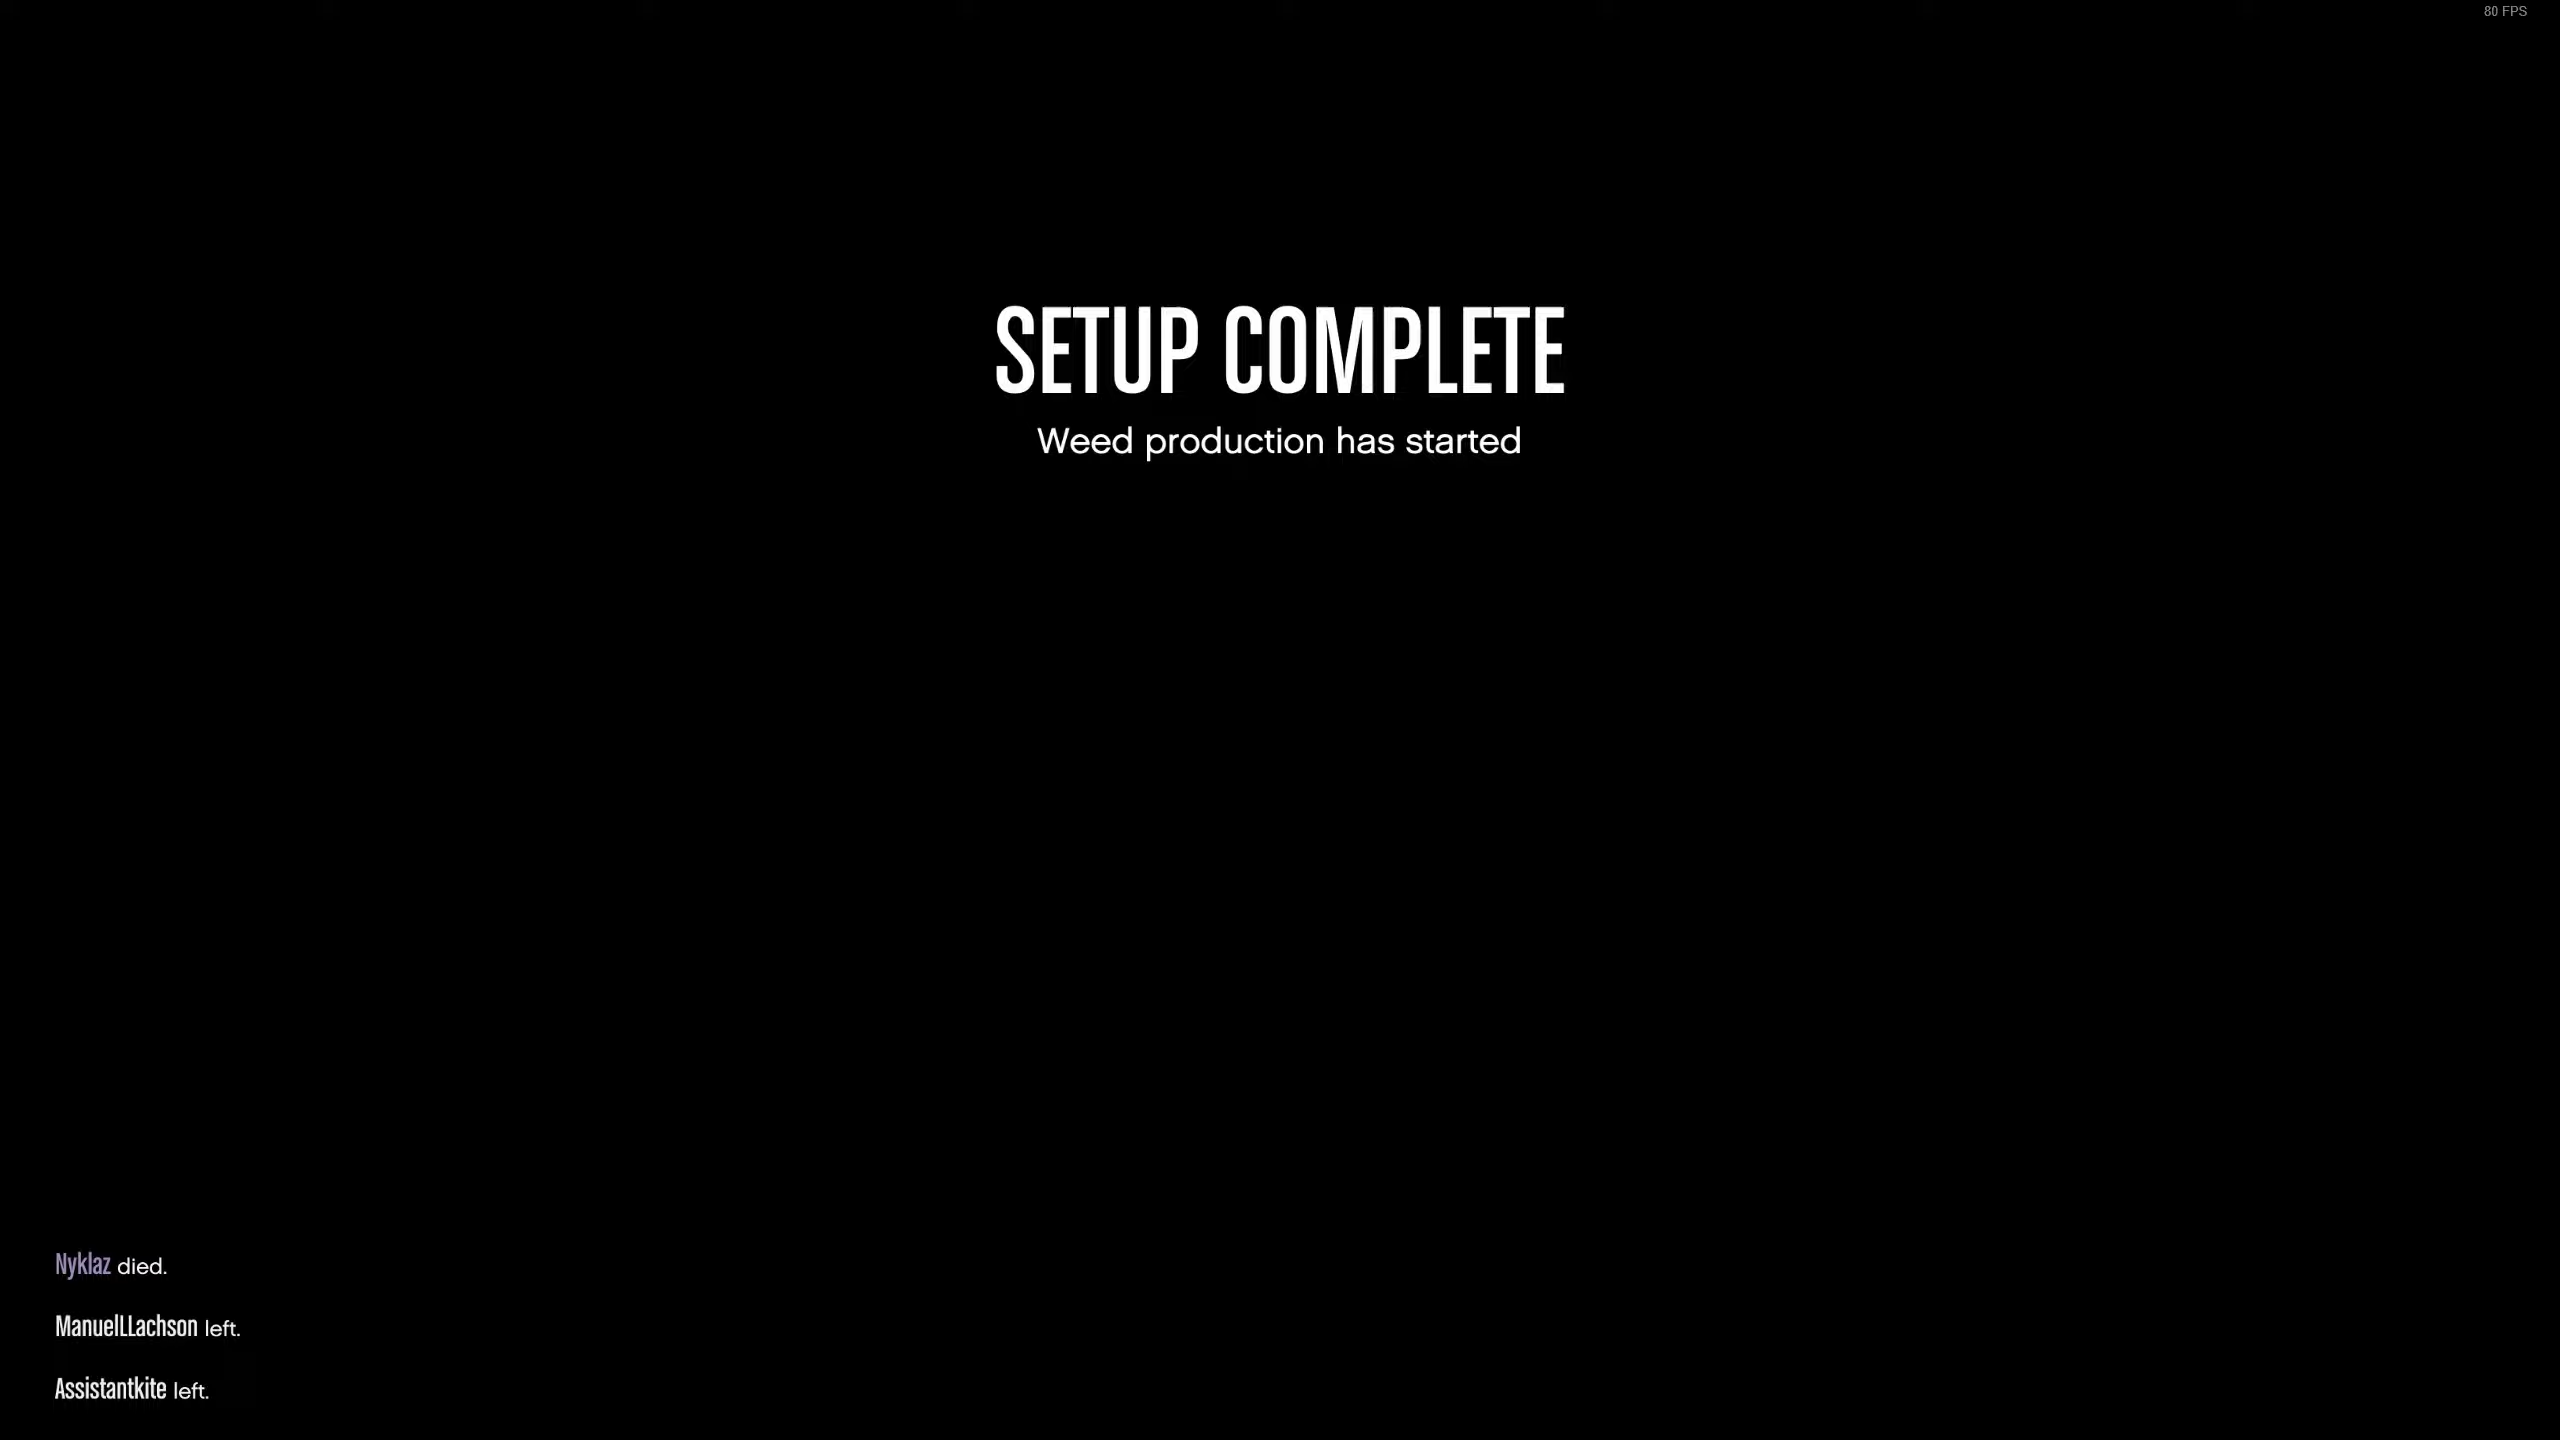 80 FPS
SETUP COMPLETE
Weed production has started
Nyklaz died.
ManuelLLachson left.
Assistantkite left.